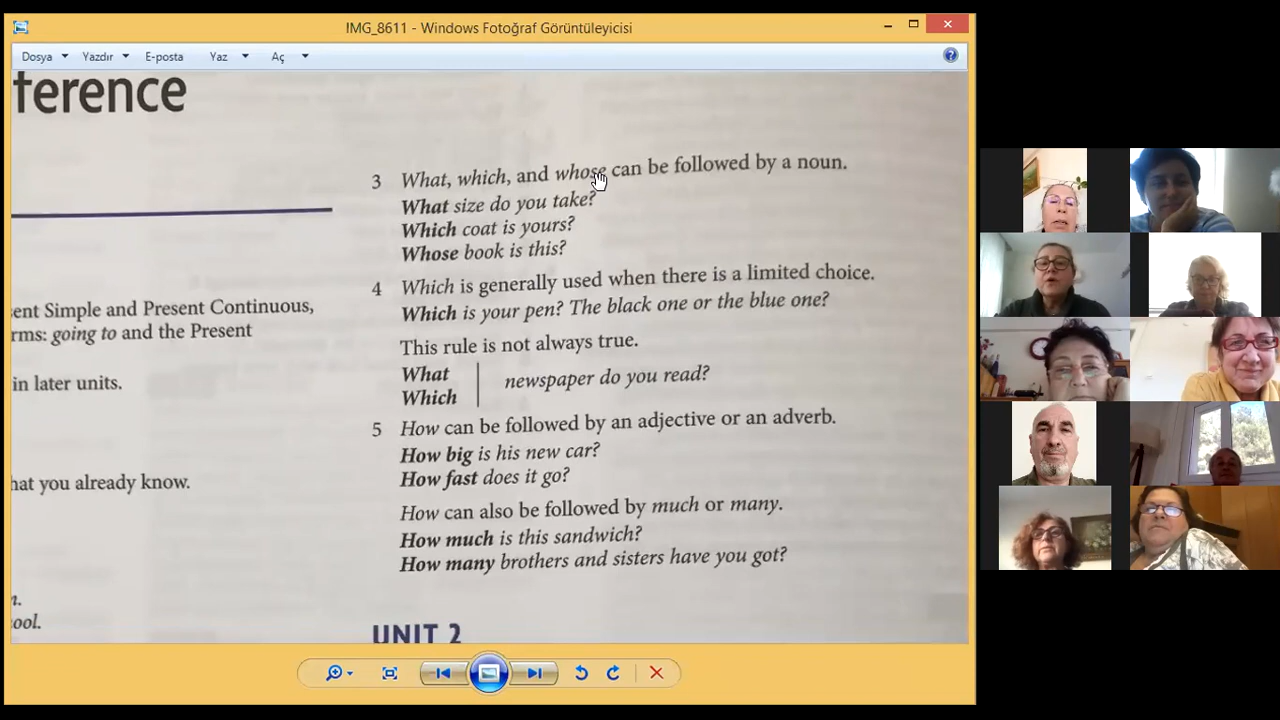 IMG_8611 - Windows Fotoğraf Görüntüleyicisi
Dosya Yazdır E-posta Yaz Aç
ference
ent Simple and Present Continuous,
rms: going to and the Present
in later units.
hat you already know.
n.
ool.
3 What, which, and whose can be followed by a noun.
What size do you take?
Which coat is yours?
Whose book is this?
4 Which is generally used when there is a limited choice.
Which is your pen? The black one or the blue one?
This rule is not always true.
What
Which
newspaper do you read?
5 How can be followed by an adjective or an adverb.
How big is his new car?
How fast does it go?
How can also be followed by much or many.
How much is this sandwich?
How many brothers and sisters have you got?
UNIT 2